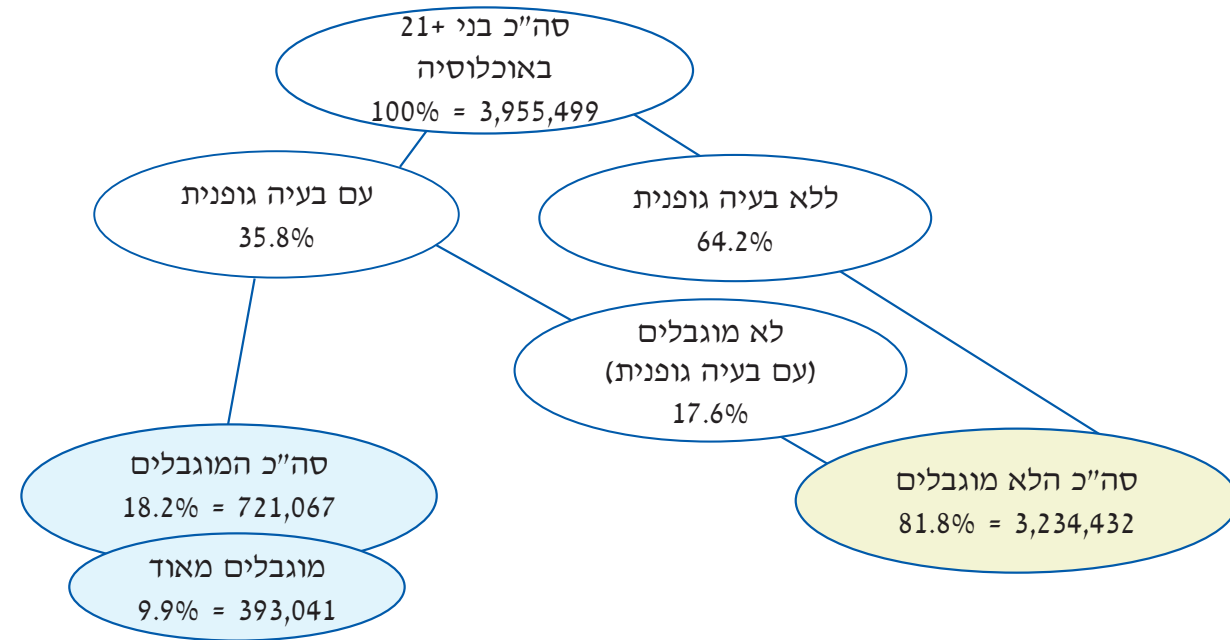 סה"כ בני 21+
באוכלוסיה
100% = 3,955,499
עם בעיה גופנית
35.8%
ללא בעיה גופנית
64.2%
לא מוגבלים
(עם בעיה גופנית)
17.6%
סה"כ המוגבלים
18.2% = 721,067
מוגבלים מאוד
9.9% = 393,041
סה"כ הלא מוגבלים
81.8% = 3,234,432